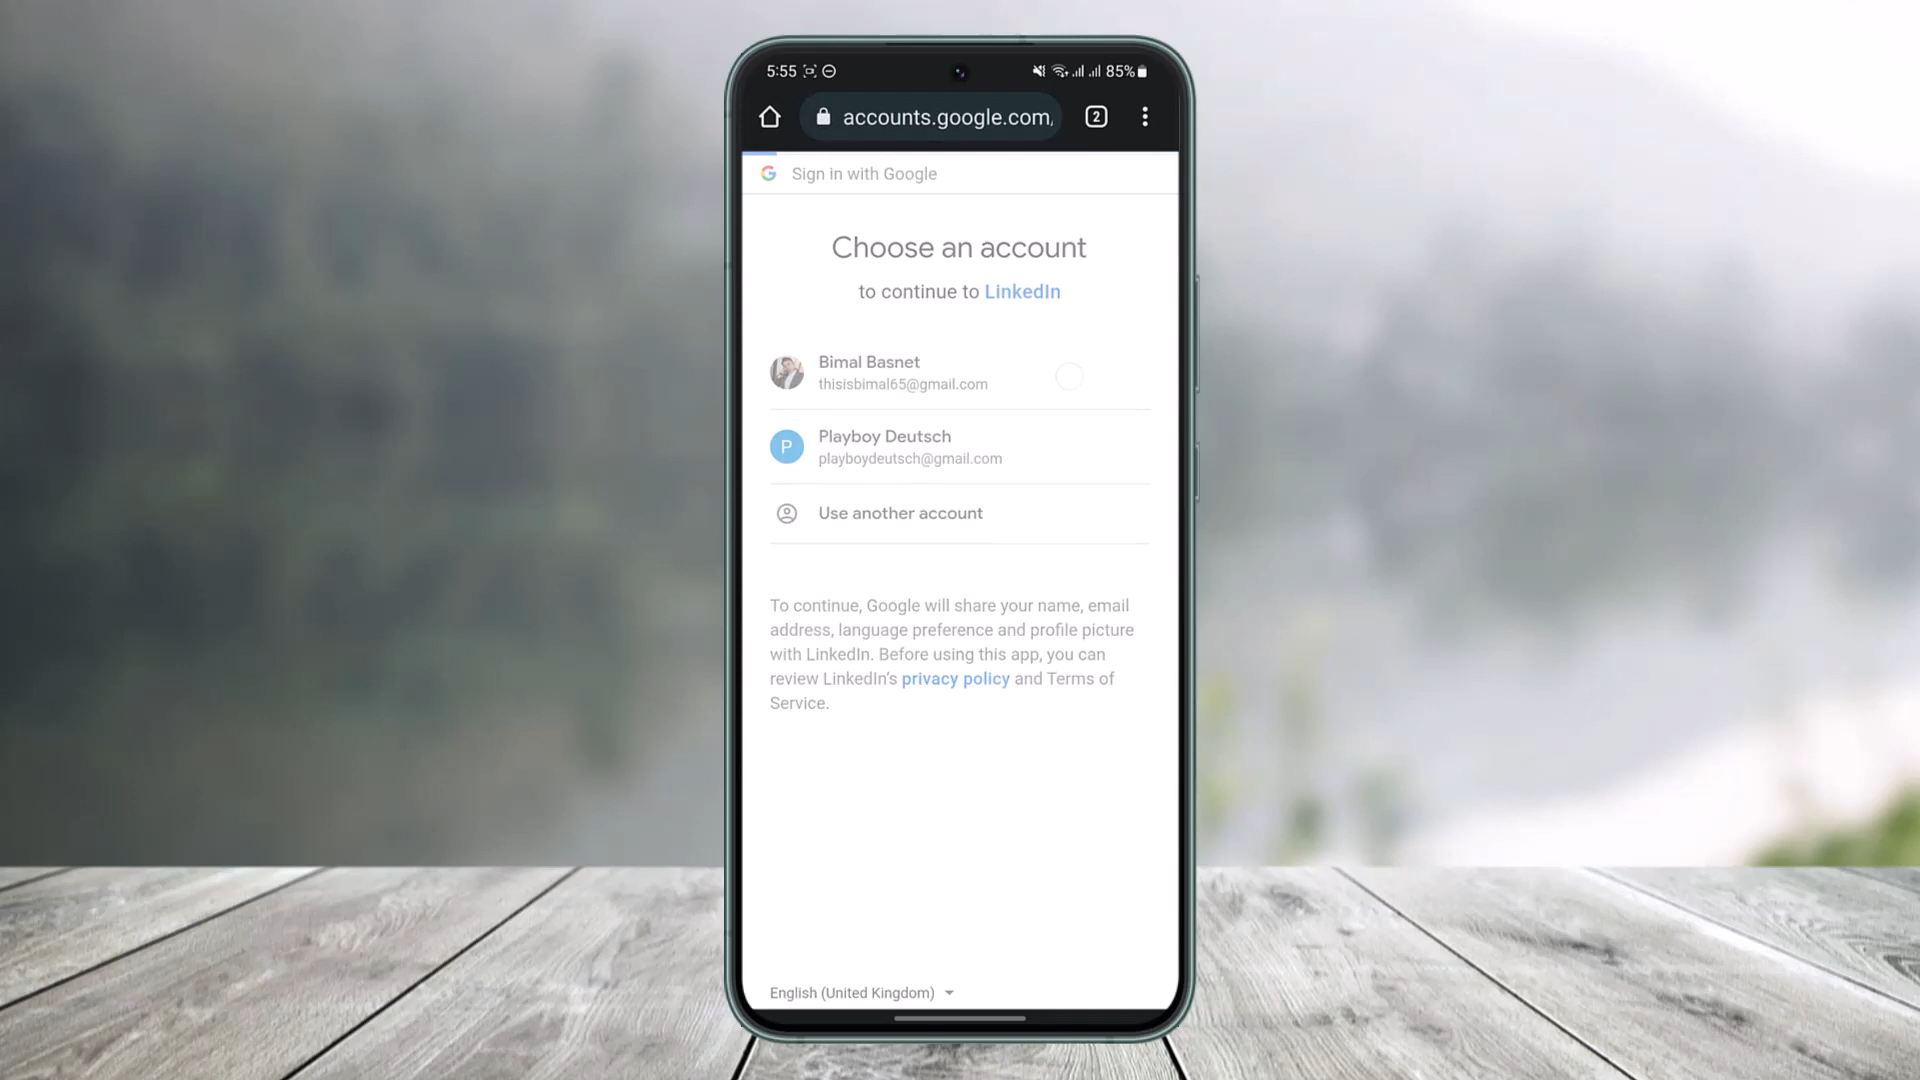 5:55 85%
accounts.google.com/ 2
Sign in with Google
Choose an account
to continue to LinkedIn
Bimal Basnet
thisisbimal65@gmail.com
P
Playboy Deutsch
playboydeutsch@gmail.com
Use another account
To continue, Google will share your name, email
address, language preference and profile picture
with LinkedIn. Before using this app, you can
review LinkedIn's privacy policy and Terms of
Service.
English (United Kingdom)